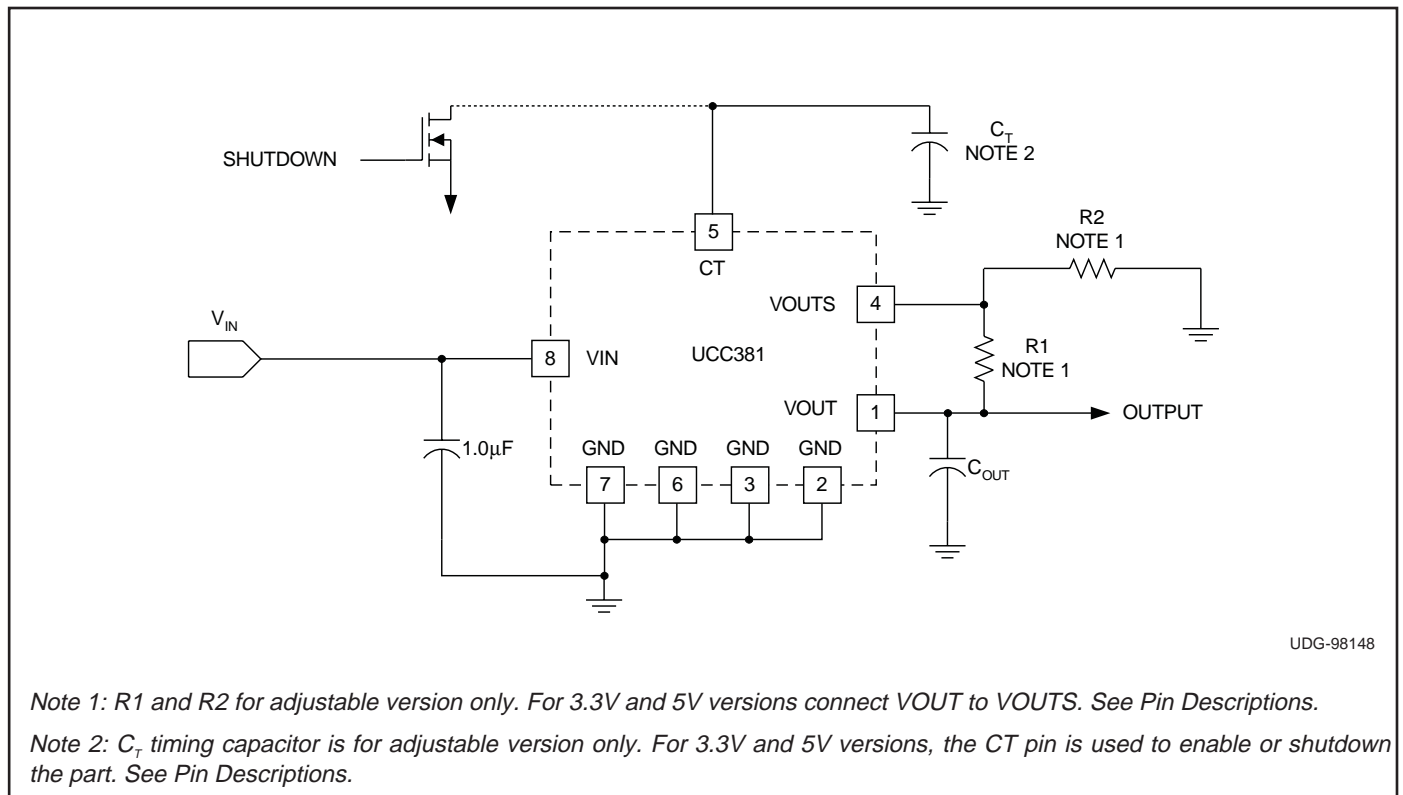 C_T
NOTE 2
SHUTDOWN
R2
NOTE 1
5
CT
VOUTS
4
V_IN
R1
NOTE 1
8
VIN
UCC381
VOUT
1
OUTPUT
1.0µF
GND
GND
GND
GND
C_OUT
7
6
3
2
UDG-98148
Note 1: R1 and R2 for adjustable version only. For 3.3V and 5V versions connect VOUT to VOUTS. See Pin Descriptions.
Note 2: C_T timing capacitor is for adjustable version only. For 3.3V and 5V versions, the CT pin is used to enable or shutdown
the part. See Pin Descriptions.